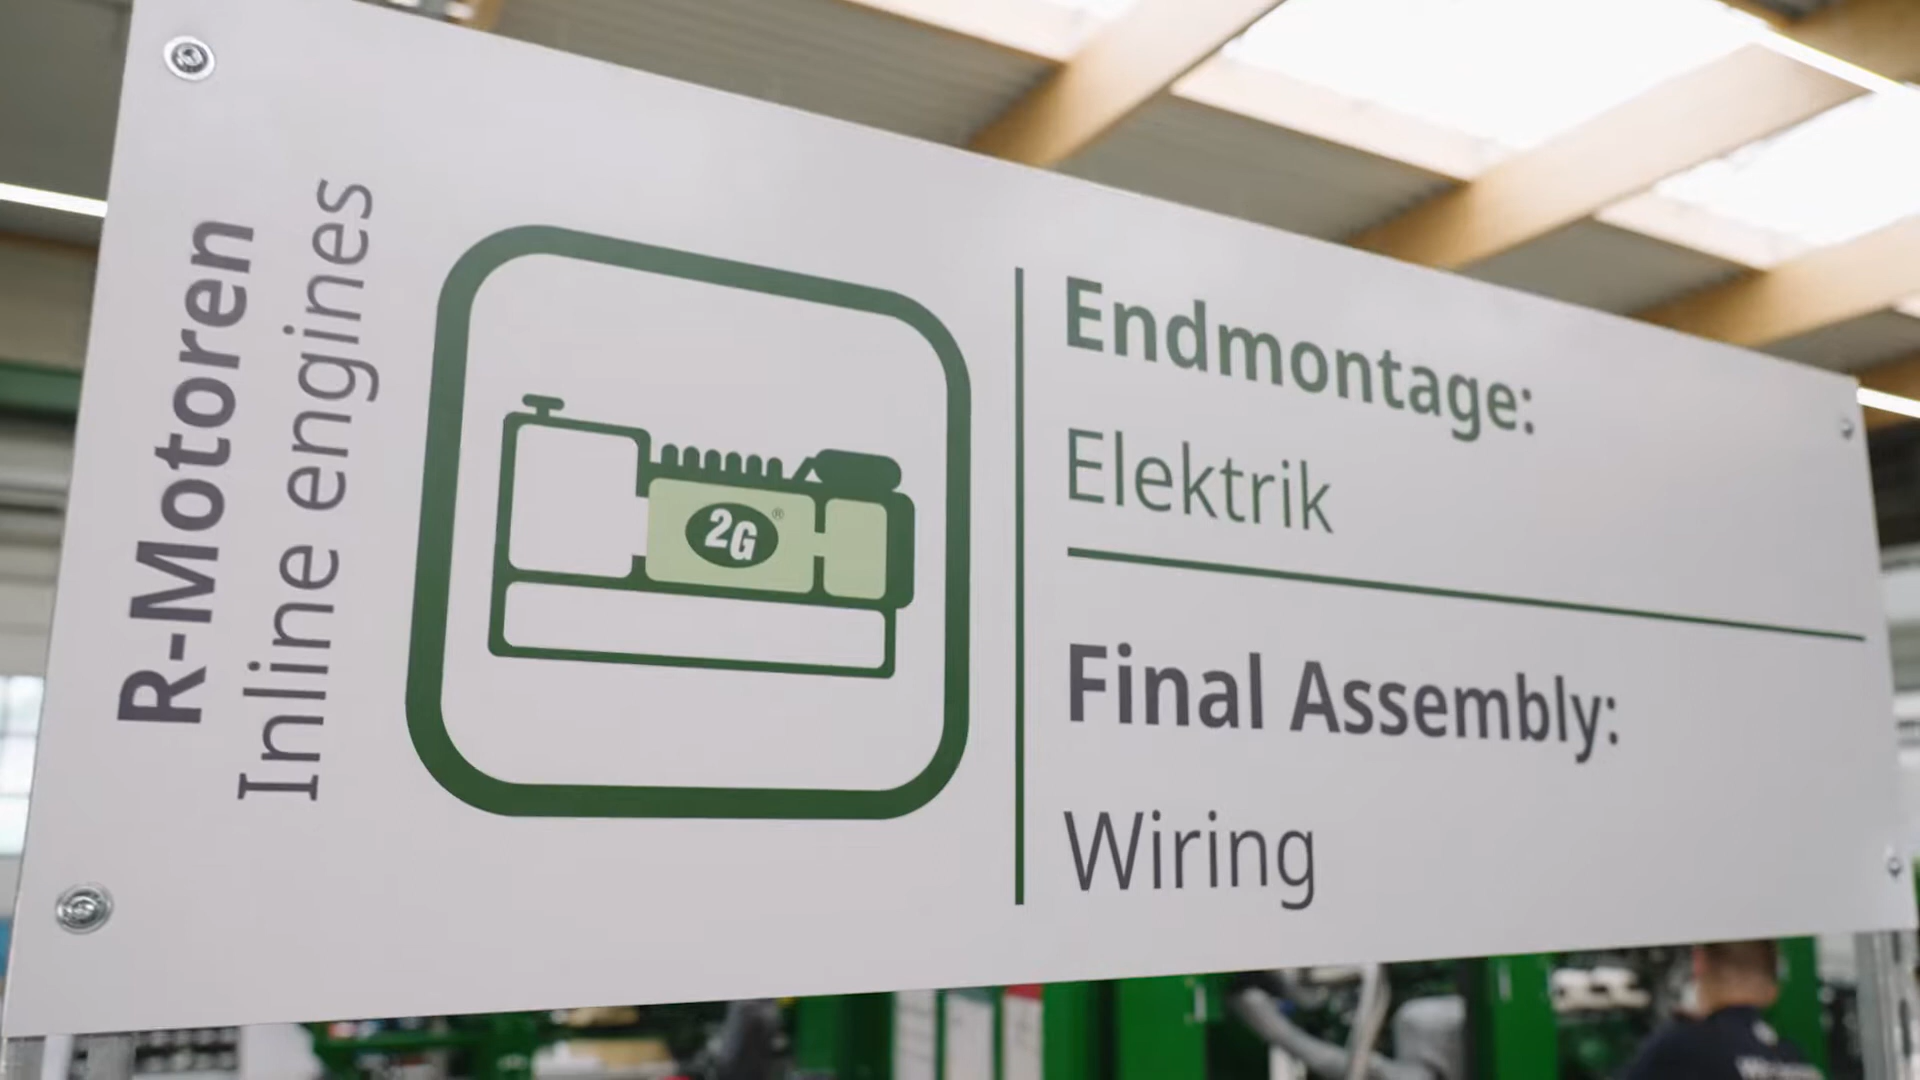 R-Motoren
Inline engines
2G®
Endmontage:
Elektrik
Final Assembly:
Wiring